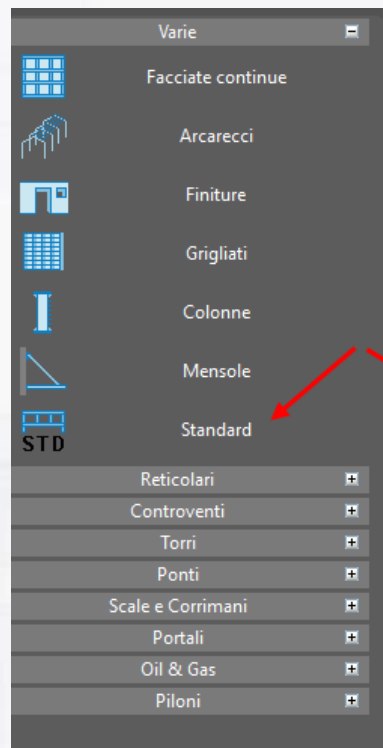 Varie
Facciate continue
Arcarecci
Finiture
Grigliati
Colonne
Mensole
STD
Standard
Reticolari
Controventi
Torri
Ponti
Scale e Corrimani
Portali
Oil & Gas
Piloni